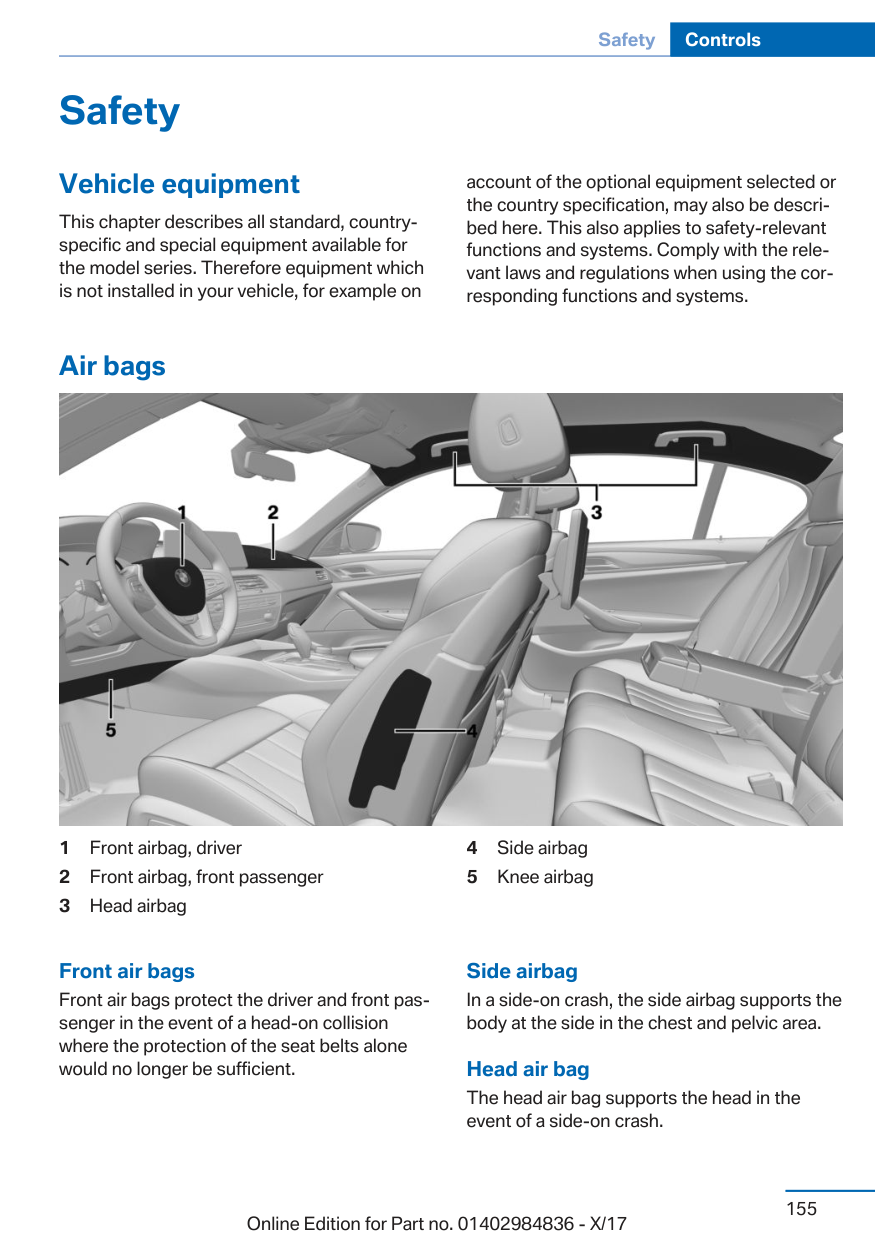 Safety Controls
Safety
Vehicle equipment
This chapter describes all standard, country-
specific and special equipment available for
the model series. Therefore equipment which
is not installed in your vehicle, for example on
account of the optional equipment selected or
the country specification, may also be descri-
bed here. This also applies to safety-relevant
functions and systems. Comply with the rele-
vant laws and regulations when using the cor-
responding functions and systems.
Air bags
1
2
3
4
5
1 Front airbag, driver
2 Front airbag, front passenger
3 Head airbag
4 Side airbag
5 Knee airbag
Front air bags
Front air bags protect the driver and front pas-
senger in the event of a head-on collision
where the protection of the seat belts alone
would no longer be sufficient.
Side airbag
In a side-on crash, the side airbag supports the
body at the side in the chest and pelvic area.
Head air bag
The head air bag supports the head in the
event of a side-on crash.
155
Online Edition for Part no. 01402984836 - X/17